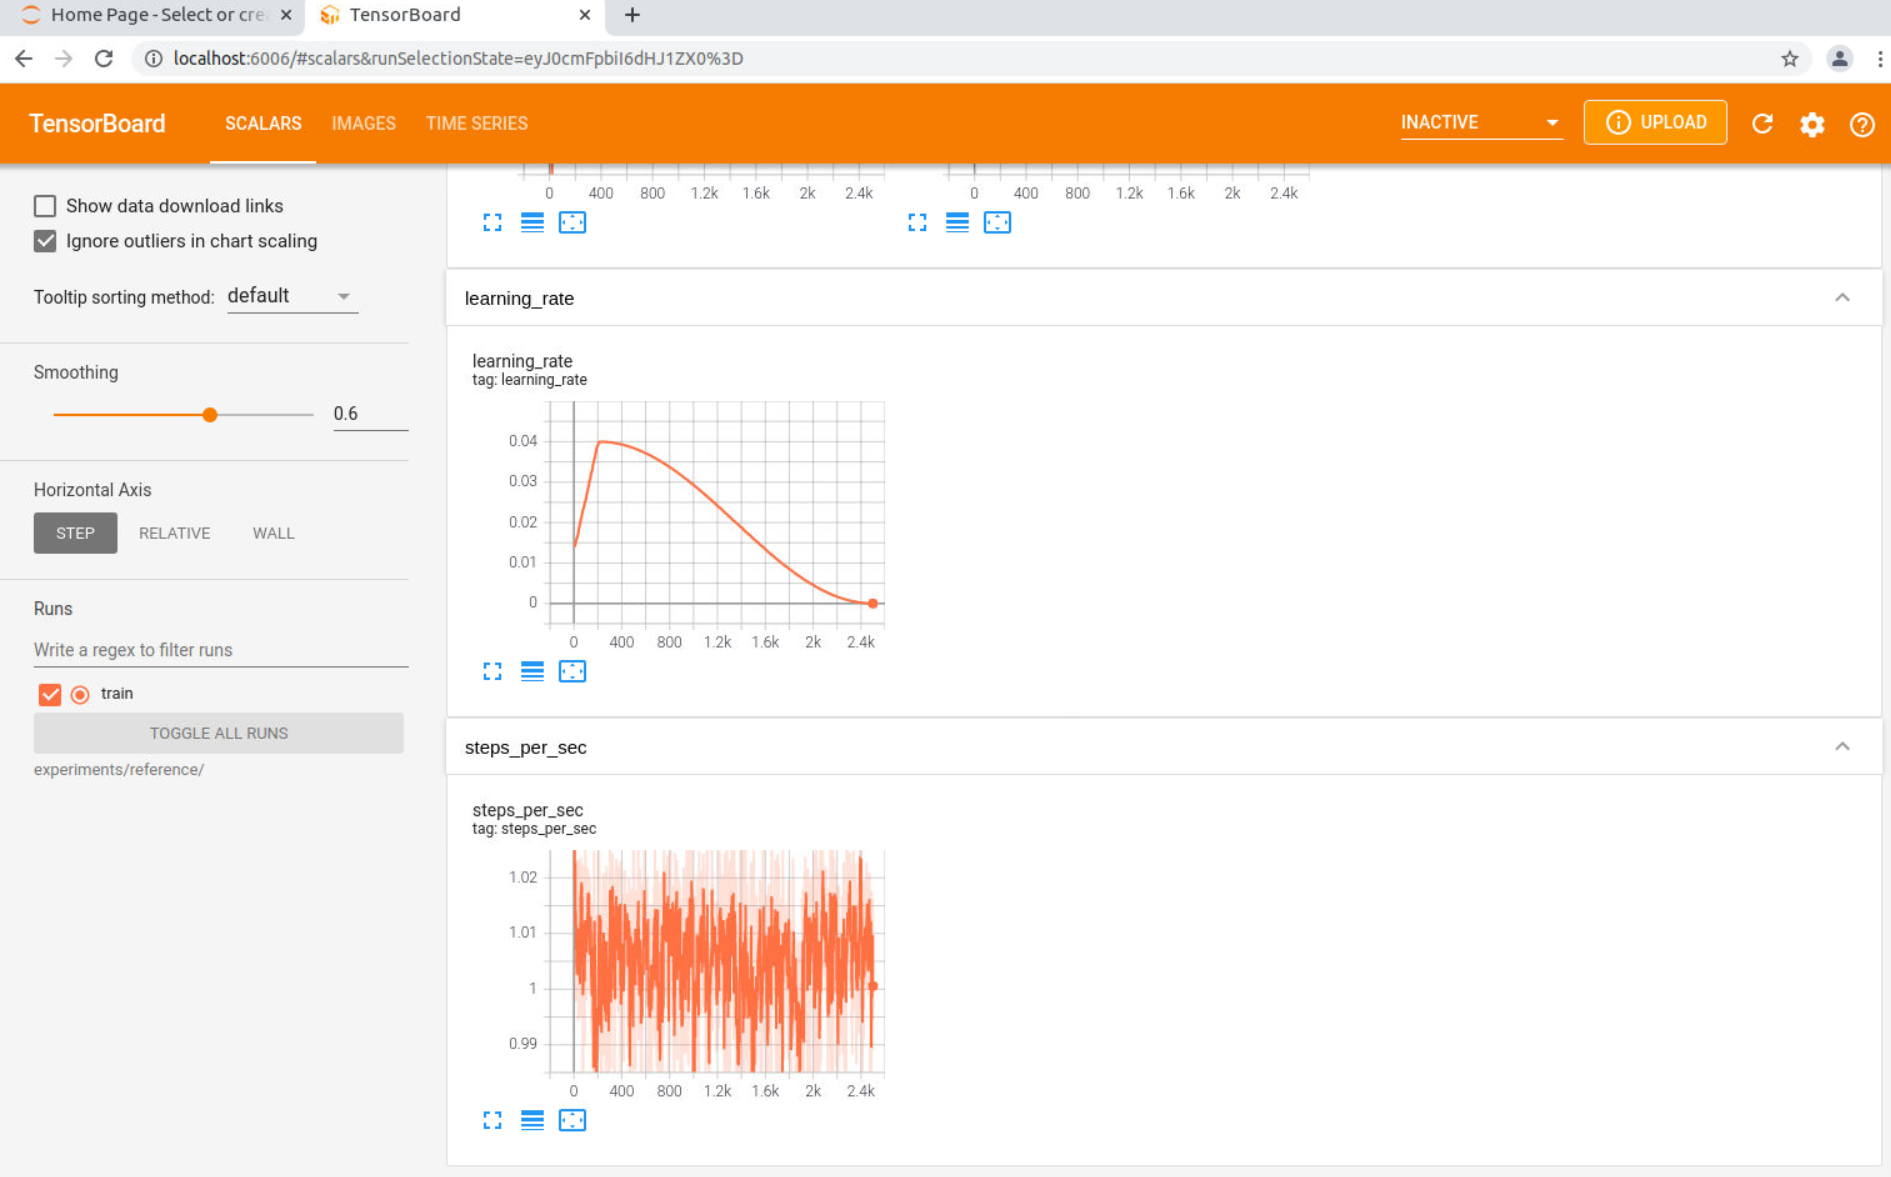 Home Page - Select or cre
TensorBoard
localhost:6006/#scalars&runSelectionState=eyJ0cmFpbiI6dHJ1ZX0%3D
TensorBoard
SCALARS
IMAGES
TIME SERIES
INACTIVE
UPLOAD
Show data download links
Ignore outliers in chart scaling
Tooltip sorting method: default
Smoothing
0.6
Horizontal Axis
STEP
RELATIVE
WALL
Runs
Write a regex to filter runs
train
TOGGLE ALL RUNS
experiments/reference/
0 400 800 1.2k 1.6k 2k 2.4k
0 400 800 1.2k 1.6k 2k 2.4k
learning_rate
learning_rate
tag: learning_rate
0.04
0.03
0.02
0.01
0
0 400 800 1.2k 1.6k 2k 2.4k
steps_per_sec
steps_per_sec
tag: steps_per_sec
1.02
1.01
1
0.99
0 400 800 1.2k 1.6k 2k 2.4k